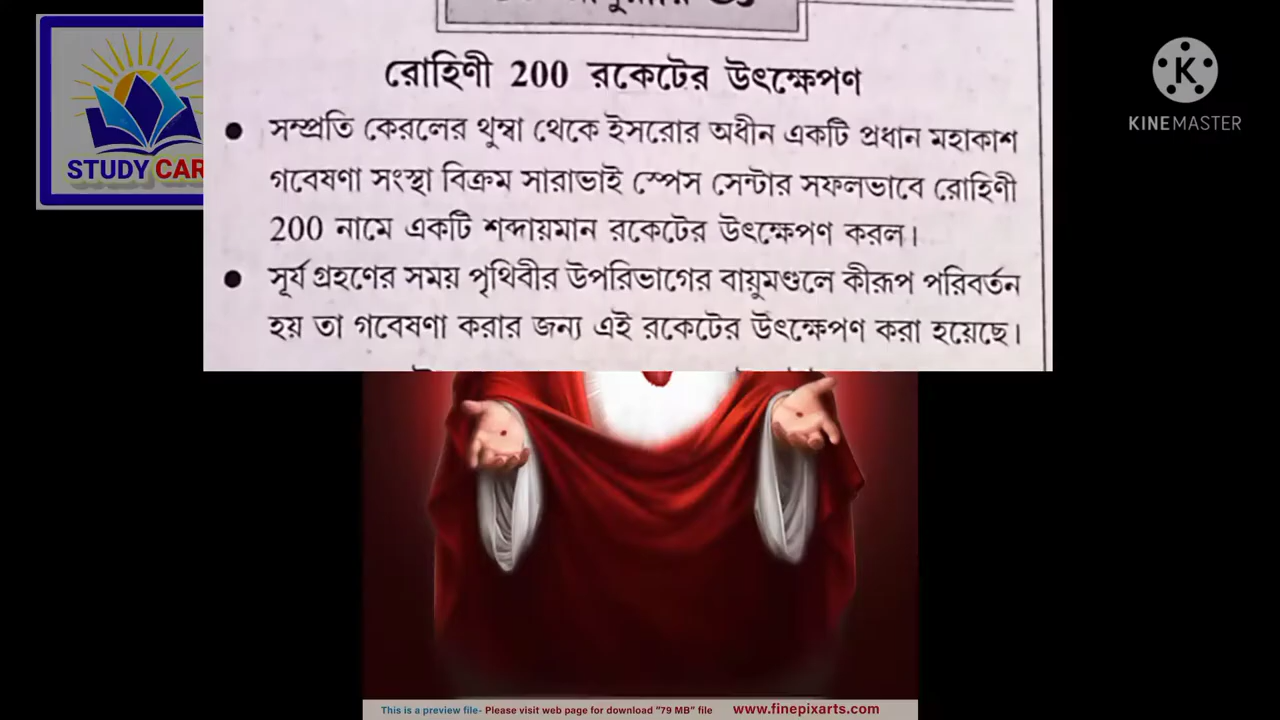 রোহিণী 200 রকেটের উৎক্ষেপণ
● সম্প্রতি কেরলের থুম্বা থেকে ইসরোর অধীন একটি প্রধান মহাকাশ
গবেষণা সংস্থা বিক্রম সারাভাই স্পেস সেন্টার সফলভাবে রোহিণী
200 নামে একটি শব্দায়মান রকেটের উৎক্ষেপণ করল।
● সূর্য গ্রহণের সময় পৃথিবীর উপরিভাগের বায়ুমণ্ডলে কীরূপ পরিবর্তন
হয় তা গবেষণা করার জন্য এই রকেটের উৎক্ষেপণ করা হয়েছে।
STUDY CAR
KINEMASTER
This is a preview file- Please visit web page for download "79 MB" file www.finepixarts.com